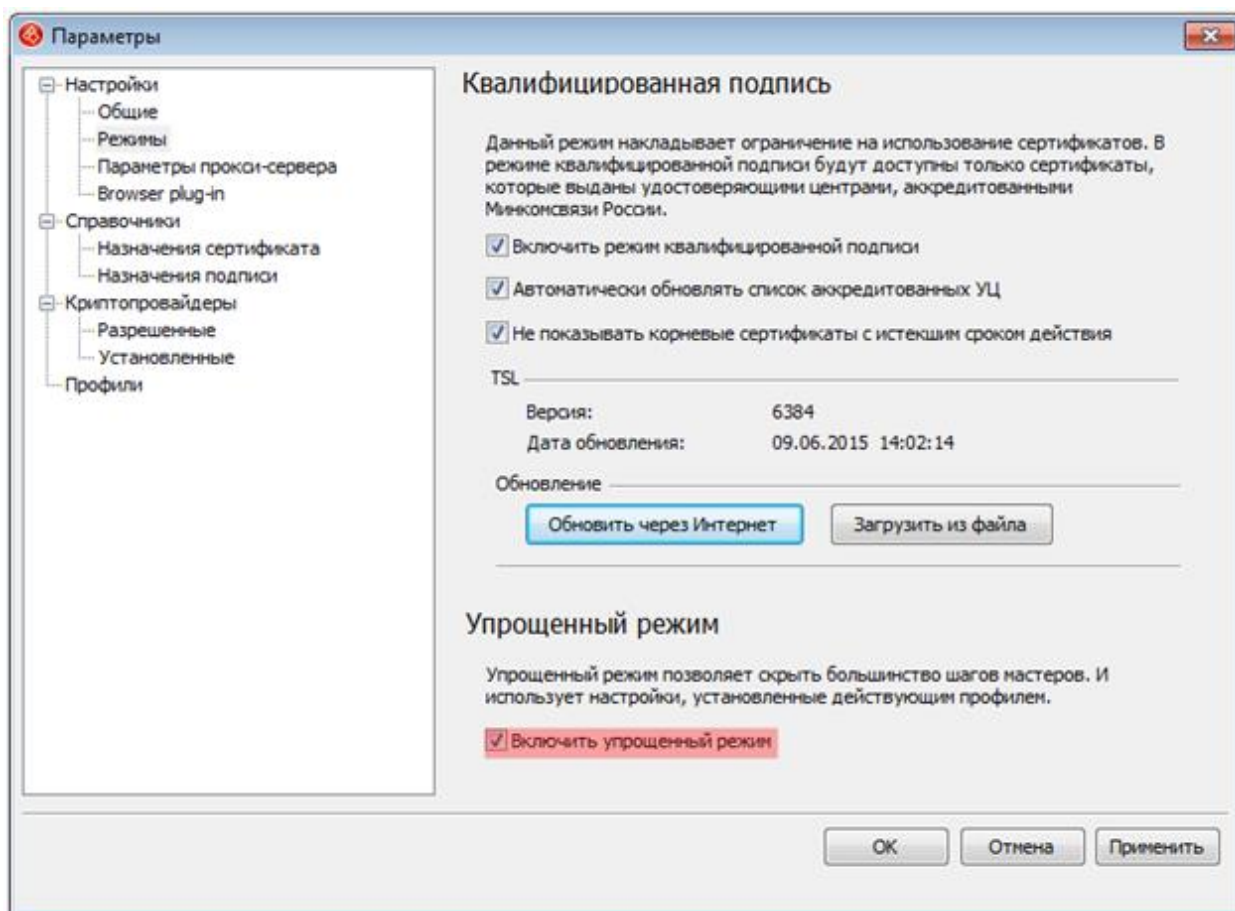 Параметры
Настройки
Общие
Режимы
Параметры прокси-сервера
Browser plug-in
Справочники
Назначения сертификата
Назначения подписи
Криптопровайдеры
Разрешенные
Установленные
Профили
Квалифицированная подпись
Данный режим накладывает ограничение на использование сертификатов. В
режиме квалифицированной подписи будут доступны только сертификаты,
которые выданы удостоверяющими центрами, аккредитованными
Минкомсвязи России.
Включить режим квалифицированной подписи
Автоматически обновлять список аккредитованных УЦ
Не показывать корневые сертификаты с истекшим сроком действия
TSL
Версия: 6384
Дата обновления: 09.06.2015 14:02:14
Обновление
Обновить через Интернет Загрузить из файла
Упрощенный режим
Упрощенный режим позволяет скрыть большинство шагов мастеров. И
использует настройки, установленные действующим профилем.
Включить упрощенный режим
ОК Отмена Применить